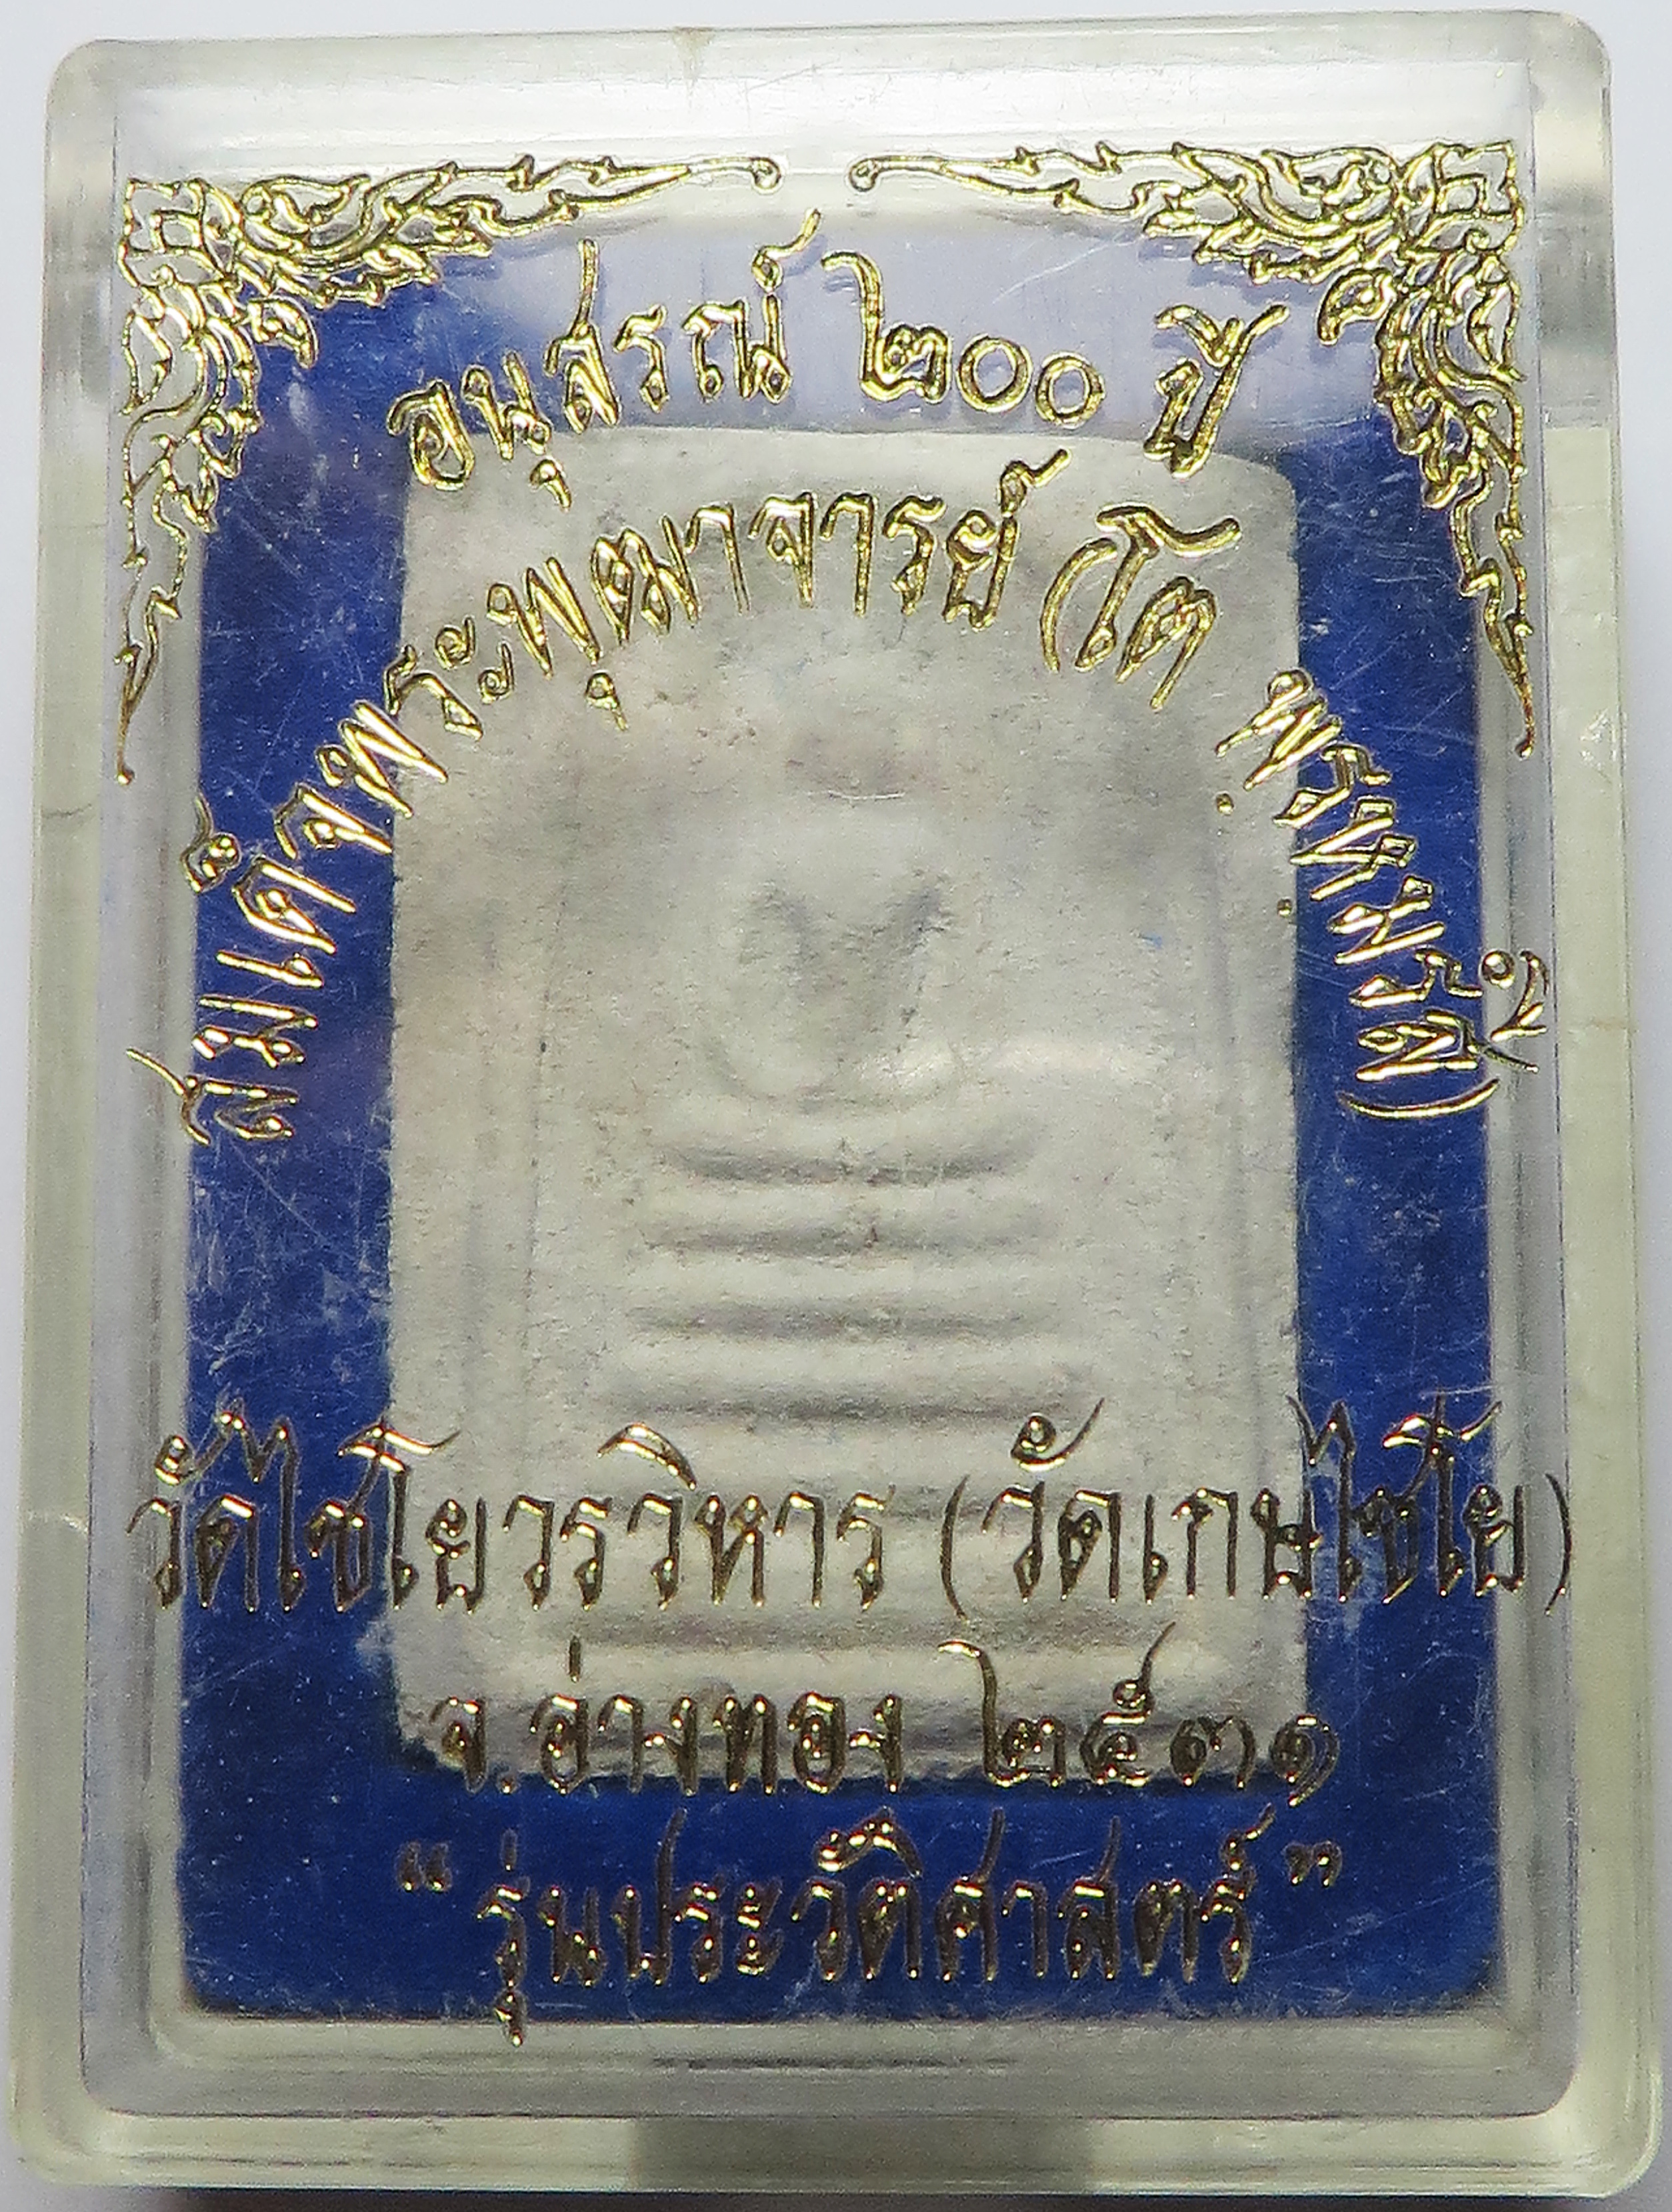 อนุสรณ์ ๒๐๐ ปี
สมเด็จพระพุฒาจารย์ (โต พฺรหฺมรํสี)
วัดไชโยวรวิหาร (วัดเกษไชโย)
จ.อ่างทอง ๒๕๓๑
“รุ่นประวัติศาสตร์”